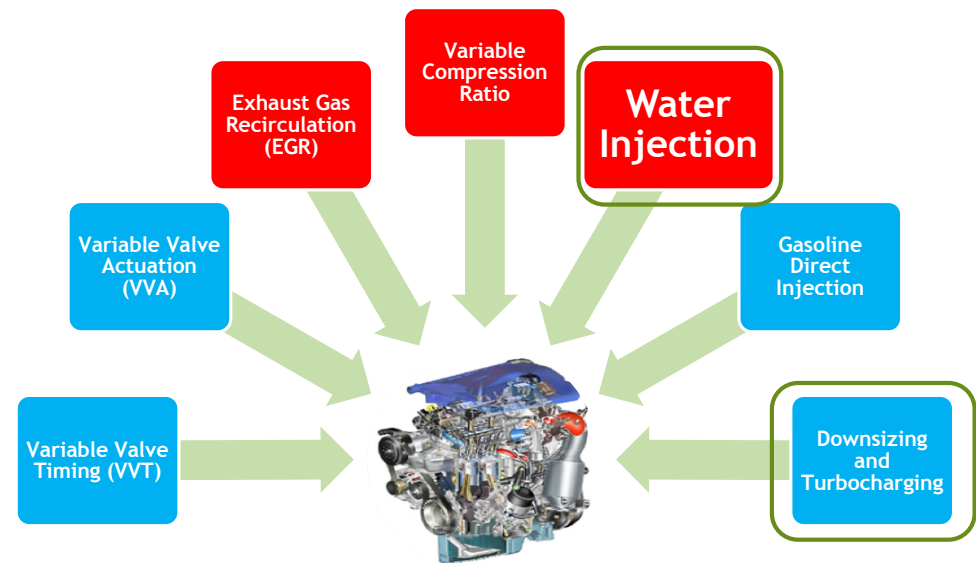 Variable
Compression
Ratio
Exhaust Gas
Recirculation
(EGR)
Water
Injection
Variable Valve
Actuation
(VVA)
Gasoline
Direct
Injection
Variable Valve
Timing (VVT)
Downsizing
and
Turbocharging